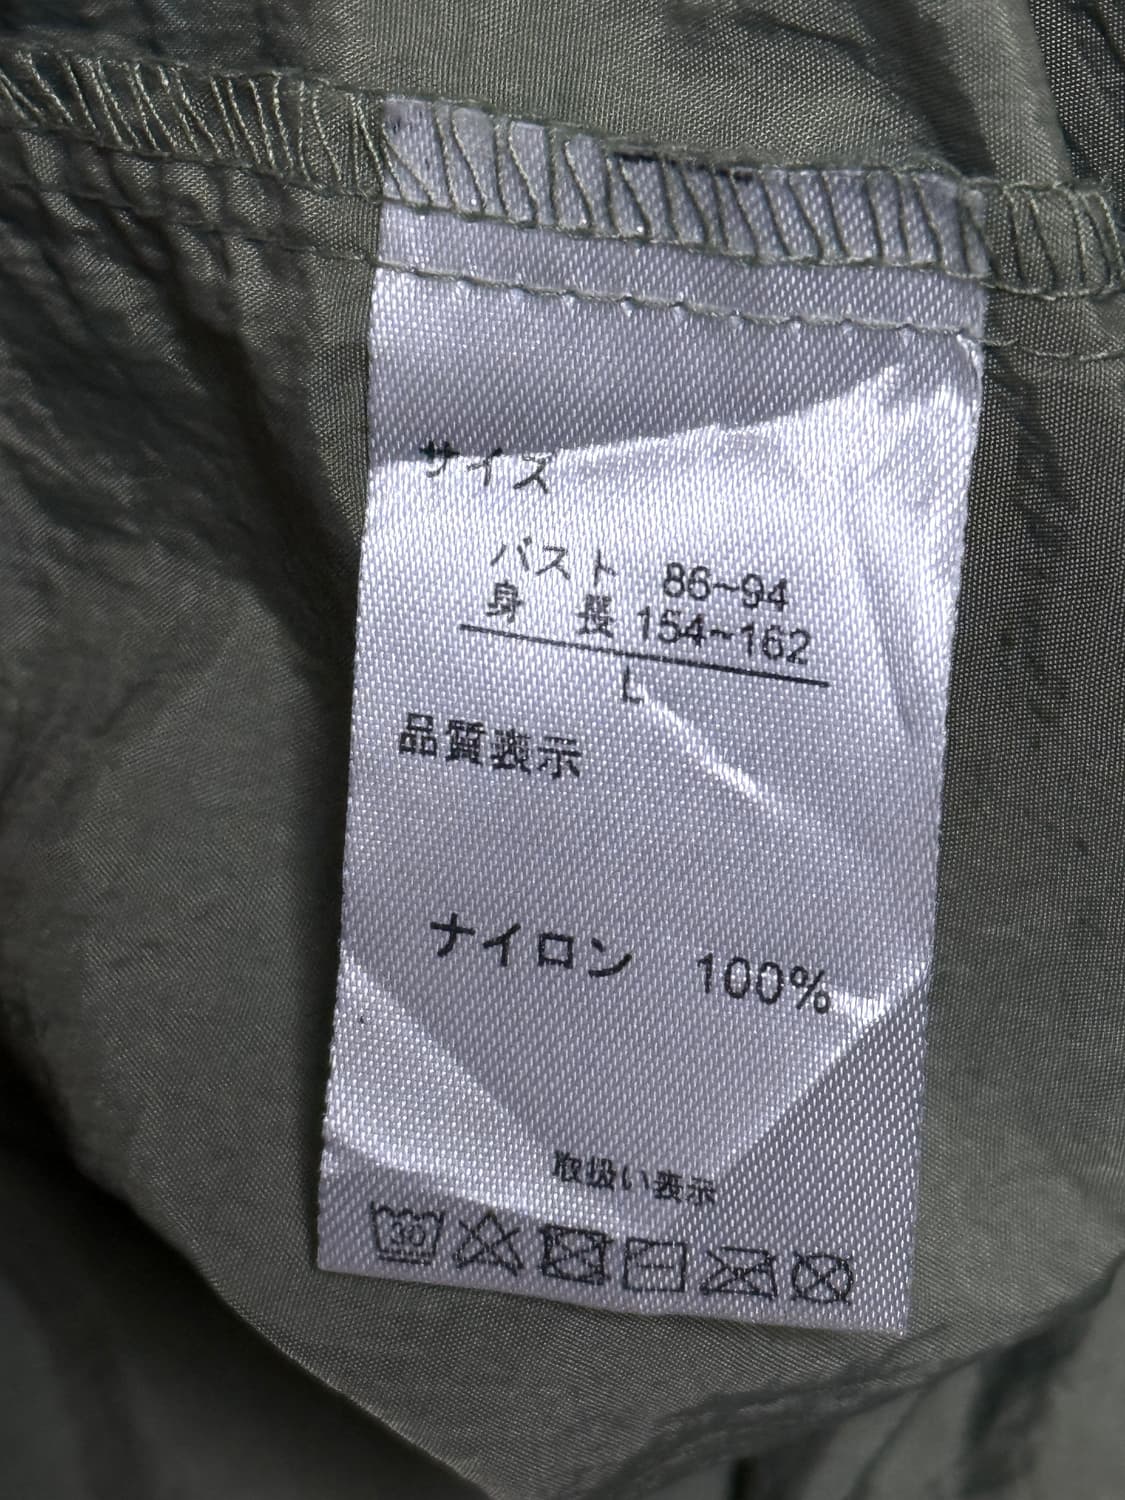 サイズ
バスト 86~94
身 長 154~162
L
品質表示
ナイロン 100%
取扱い表示
30